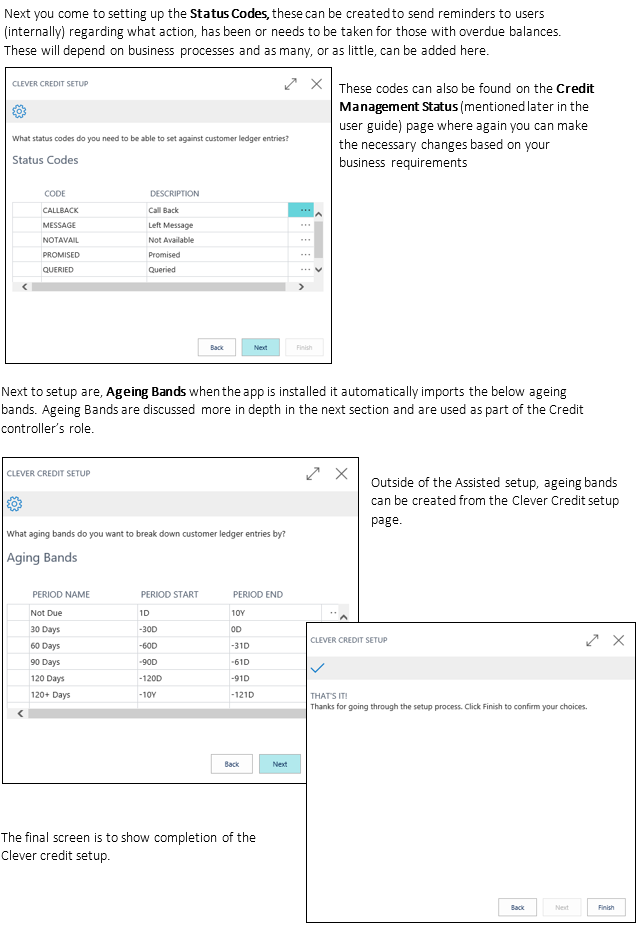 Next you come to setting up the Status Codes, these can be created to send reminders to users
(internally) regarding what action, has been or needs to be taken for those with overdue balances.
These will depend on business processes and as many, or as little, can be added here.
CLEVER CREDIT SETUP
What status codes do you need to be able to set against customer ledger entries?
Status Codes
CODE DESCRIPTION
CALLBACK Call Back
MESSAGE Left Message
NOTAVAIL Not Available
PROMISED Promised
QUERIED Queried
Back Next Finish
These codes can also be found on the Credit
Management Status (mentioned later in the
user guide) page where again you can make
the necessary changes based on your
business requirements
Next to setup are, Ageing Bands when the app is installed it automatically imports the below ageing
bands. Ageing Bands are discussed more in depth in the next section and are used as part of the Credit
controller's role.
CLEVER CREDIT SETUP
What aging bands do you want to break down customer ledger entries by?
Aging Bands
PERIOD NAME PERIOD START PERIOD END
Not Due 1D 10Y
30 Days -30D 0D
60 Days -60D -31D
90 Days -90D -61D
120 Days -120D -91D
120+ Days -10Y -121D
Back Next
Outside of the Assisted setup, ageing bands
can be created from the Clever Credit setup
page.
CLEVER CREDIT SETUP
THAT'S IT!
Thanks for going through the setup process. Click Finish to confirm your choices.
Back Next Finish
The final screen is to show completion of the
Clever credit setup.